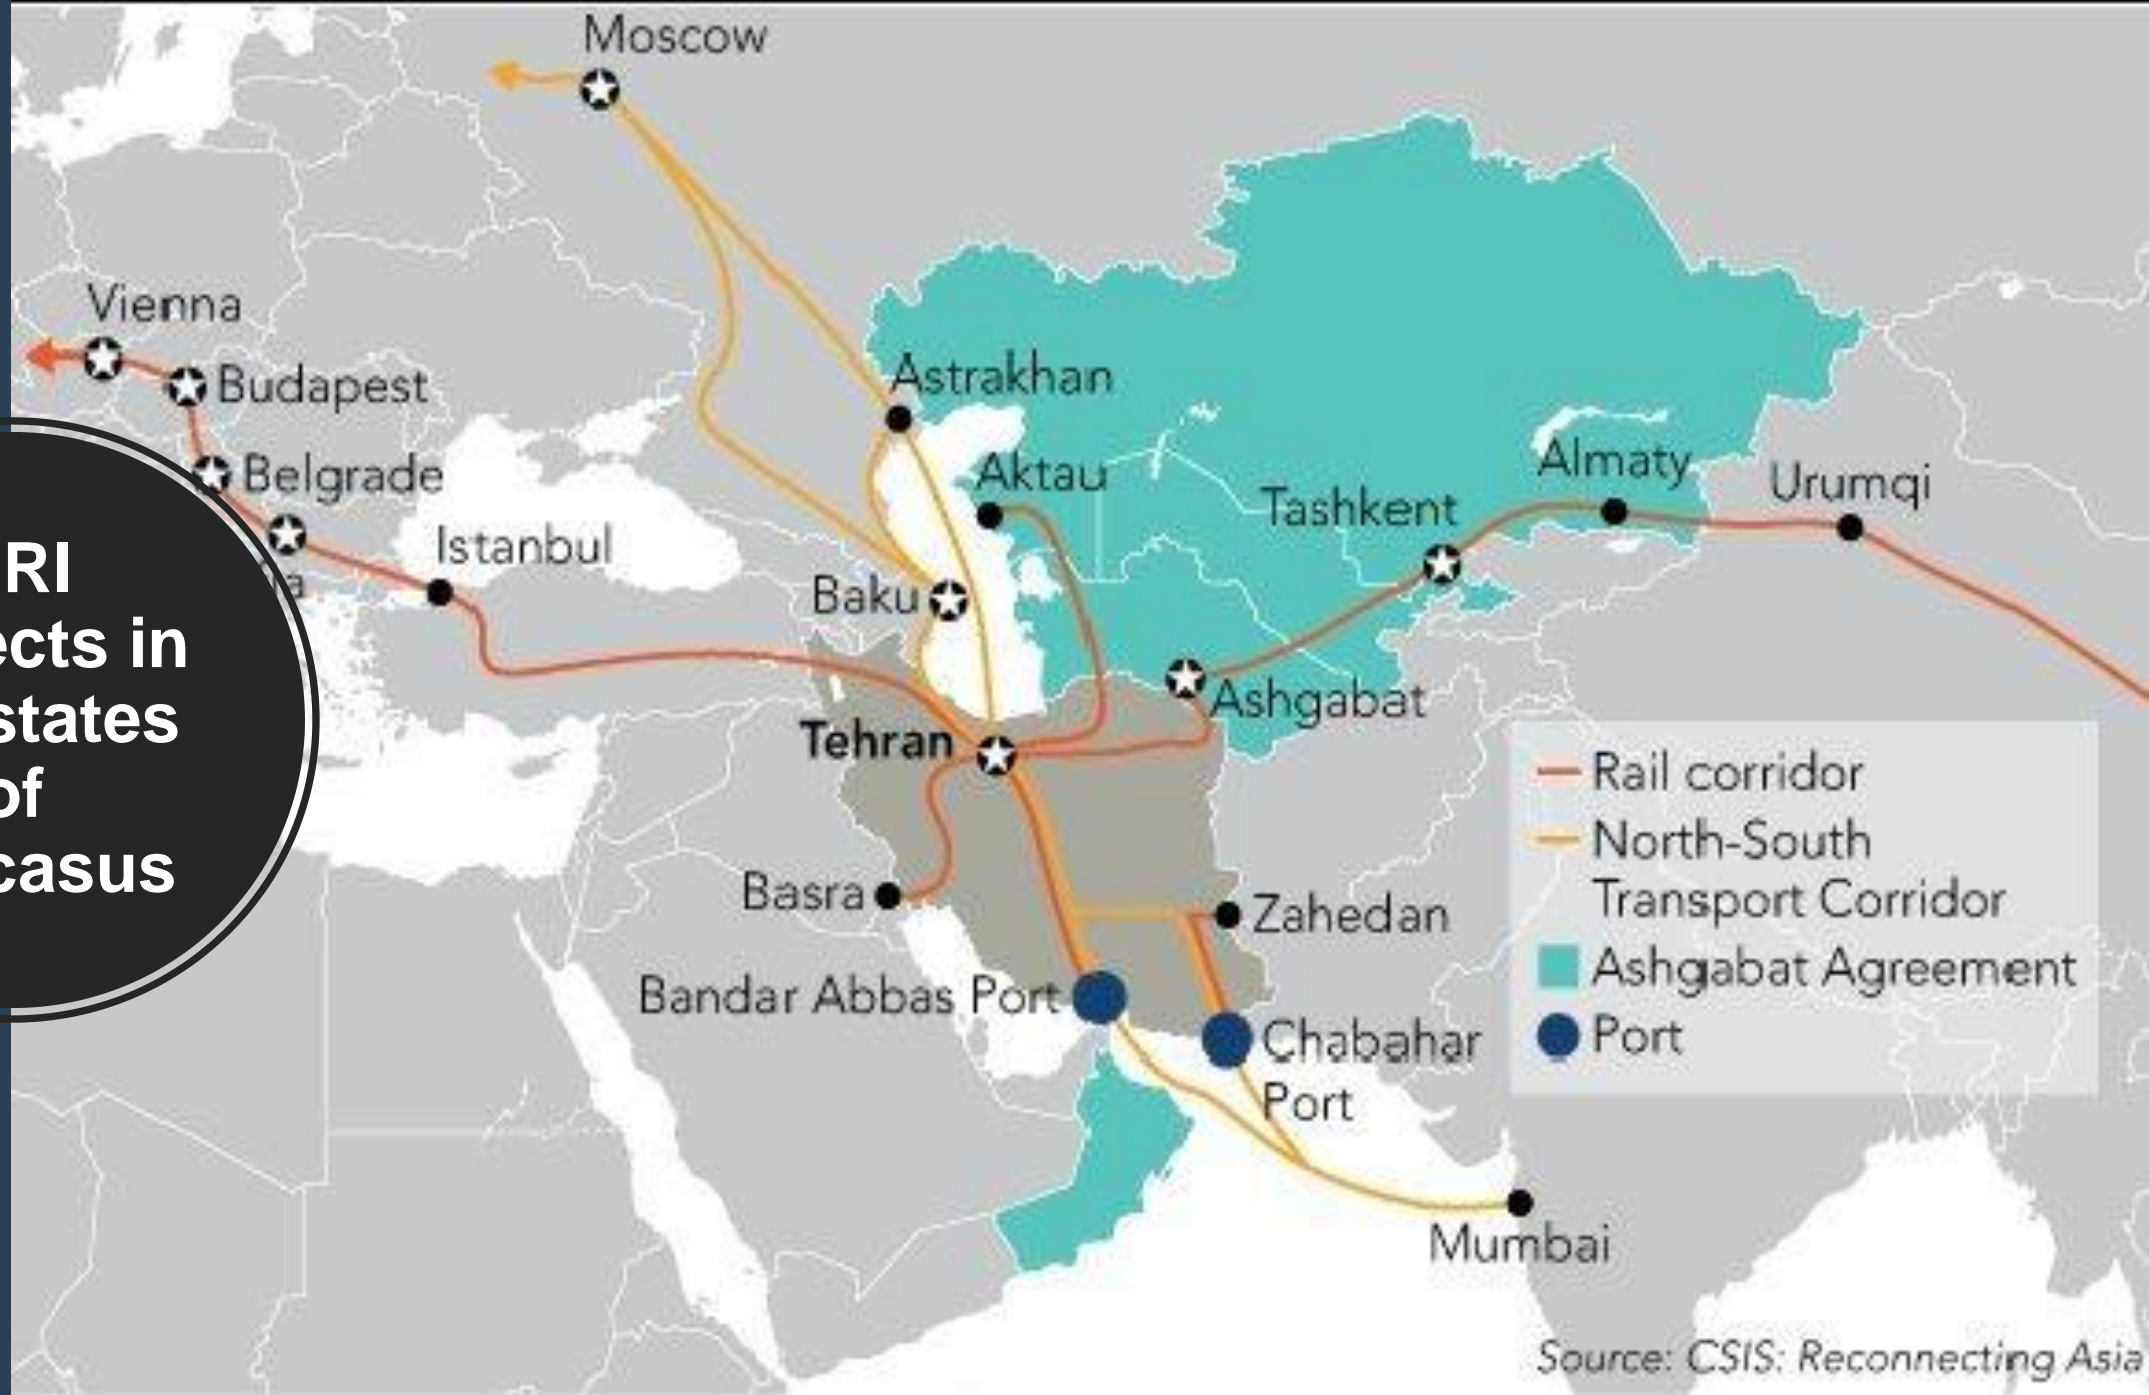 Moscow
Vienna
Budapest
Astrakhan
Belgrade
Aktau
Almaty
Urumqi
Tashkent
Istanbul
Baku
Ashgabat
Tehran
Basra
Zahedan
Bandar Abbas Port
Chabahar
Port
Mumbai
RI
ects in
states
of
casus
Rail corridor
North-South
Transport Corridor
Ashgabat Agreement
Port
Source: CSIS: Reconnecting Asia